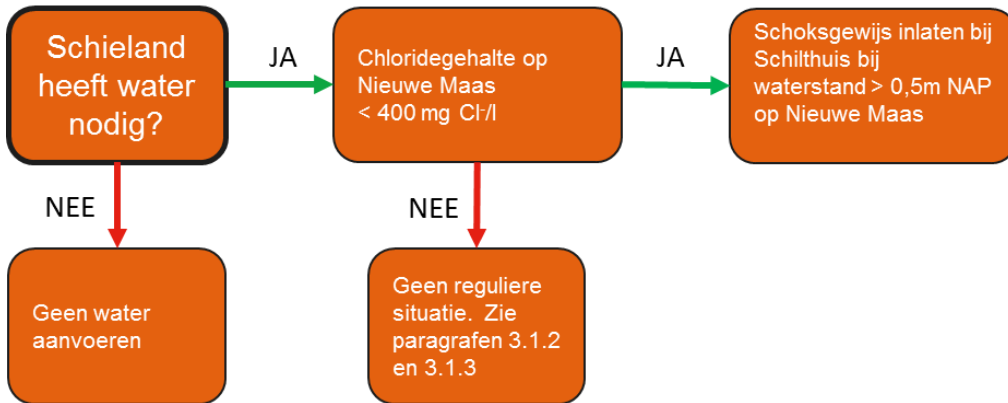 Schieland
heeft water
nodig?
JA
Chloridegehalte op
Nieuwe Maas
< 400 mg Cl⁻/l
JA
Schoksgewijs inlaten bij
Schilthuis bij
waterstand > 0,5m NAP
op Nieuwe Maas
NEE
NEE
Geen water
aanvoeren
Geen reguliere
situatie. Zie
paragrafen 3.1.2
en 3.1.3